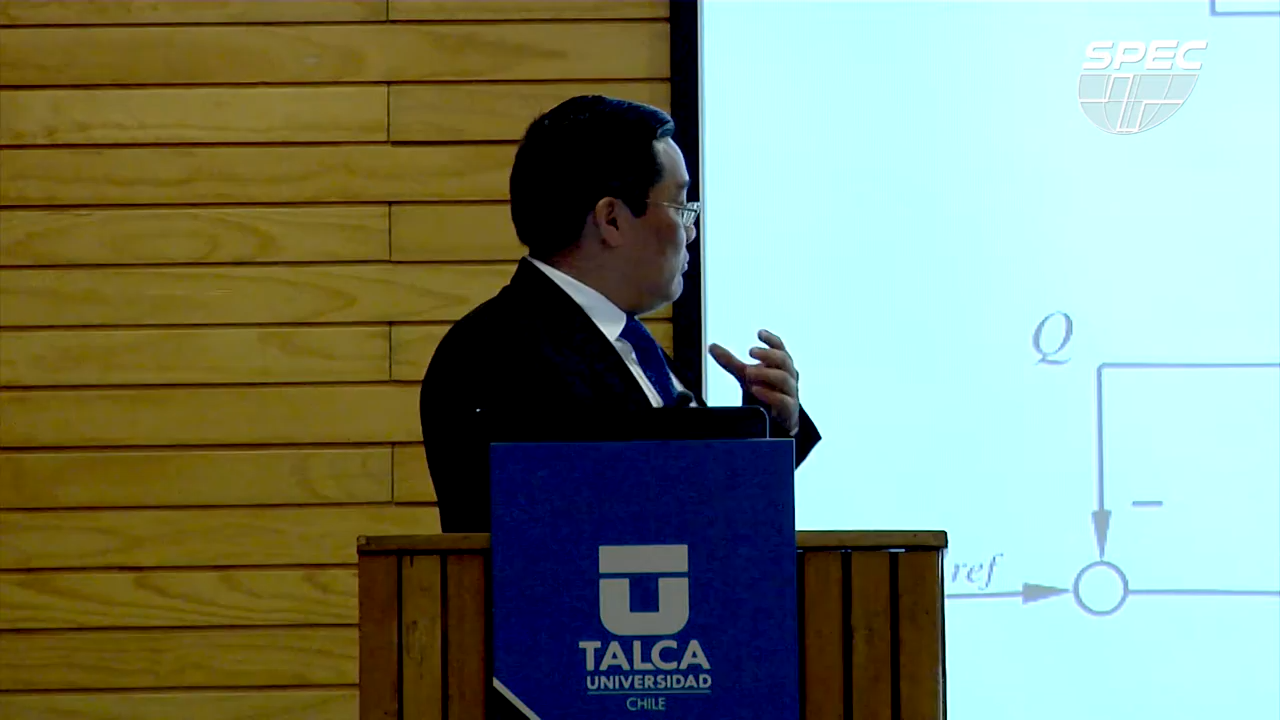 SPEC
Q
−
ref
TALCA
UNIVERSIDAD
CHILE